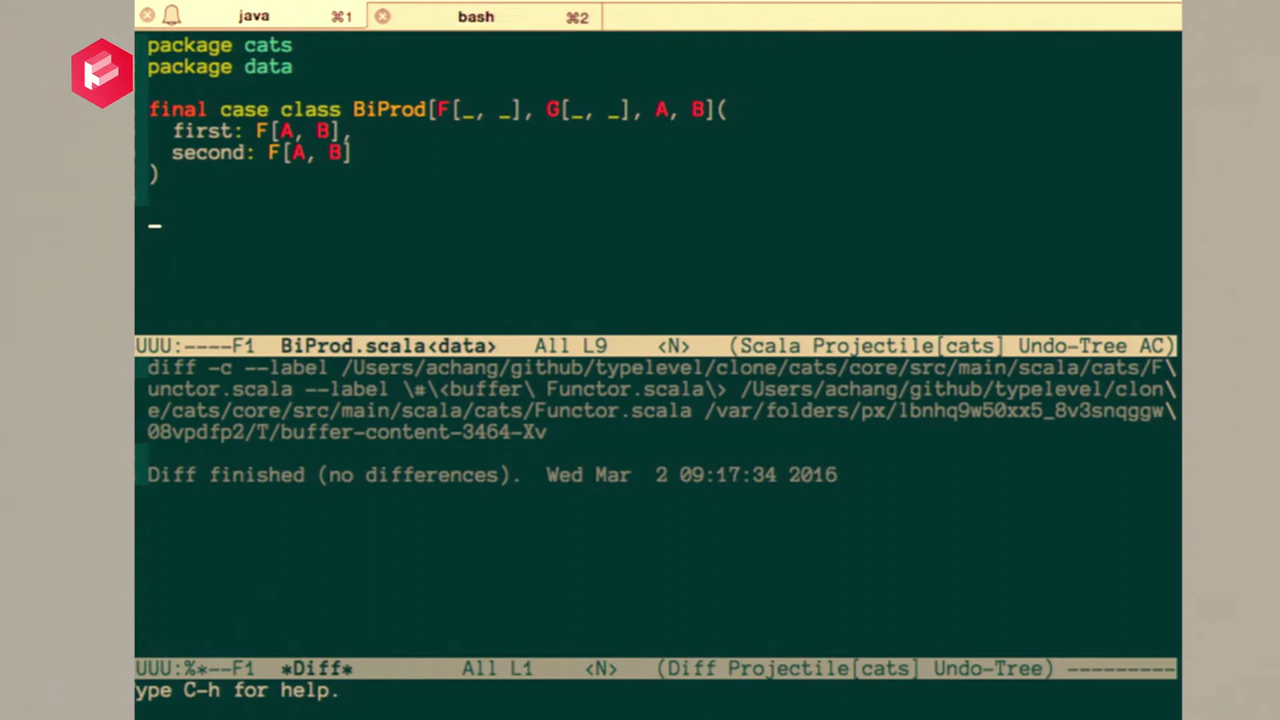 java ⌘1 bash ⌘2
package cats
package data
final case class BiProd[F[_, _], G[_, _], A, B](
first: F[A, B],
second: F[A, B]
)
UUU:----F1 BiProd.scala<data> All L9 <N> (Scala Projectile[cats] Undo-Tree AC)
diff -c --label /Users/achang/github/typelevel/clone/cats/core/src/main/scala/cats/F\
unctor.scala --label \#\<buffer\ Functor.scala\> /Users/achang/github/typelevel/clon\
e/cats/core/src/main/scala/cats/Functor.scala /var/folders/px/lbnhq9w50xx5_8v3snqggw\
08vpdfp2/T/buffer-content-3464-Xv
Diff finished (no differences). Wed Mar 2 09:17:34 2016
UUU:%*--F1 *Diff* All L1 <N> (Diff Projectile[cats] Undo-Tree) ---------
ype C-h for help.